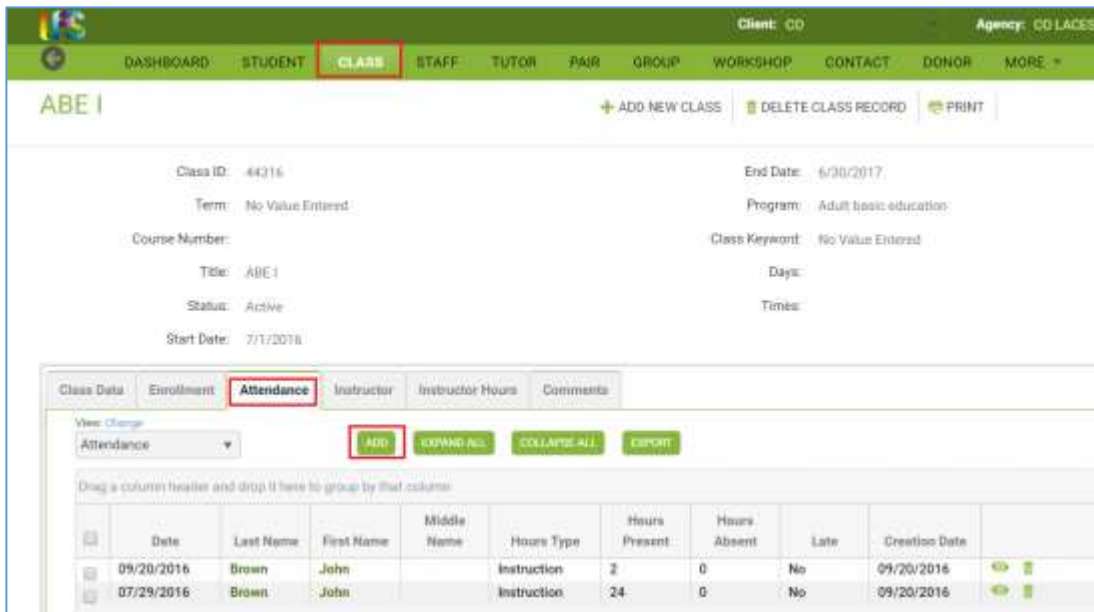 LFS
Client: CO Agency: CO LACES
DASHBOARD STUDENT CLASS STAFF TUTOR PAIR GROUP WORKSHOP CONTACT DONOR MORE
ABE I
ADD NEW CLASS DELETE CLASS RECORD PRINT
Class ID: 44316 End Date: 6/30/2017
Term: No Value Entered Program: Adult basic education
Course Number: Class Keyword: No Value Entered
Title: ABE I Days:
Status: Active Times:
Start Date: 7/1/2016
Class Data Enrollment Attendance Instructor Instructor Hours Comments
View: Change
Attendance ADD EXPAND ALL COLLAPSE ALL EXPORT
Drag a column header and drop it here to group by that column
Date Last Name First Name Middle Name Hours Type Hours Present Hours Absent Late Creation Date
09/20/2016 Brown John Instruction 2 0 No 09/20/2016
07/29/2016 Brown John Instruction 24 0 No 09/20/2016